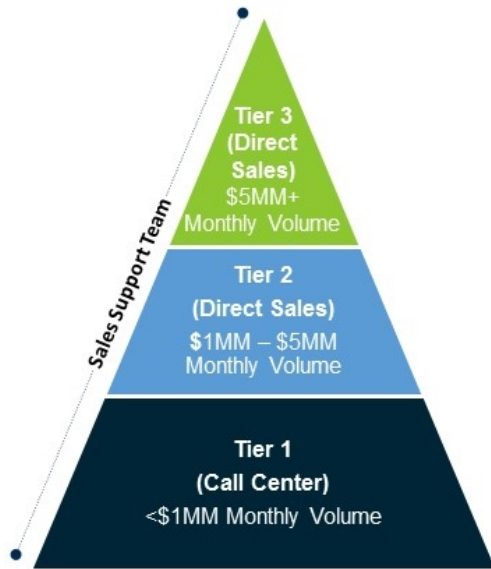 Tier 3
(Direct
Sales)
$5MM+
Monthly Volume
Sales Support Team
Tier 2
(Direct Sales)
$1MM – $5MM
Monthly Volume
Tier 1
(Call Center)
<$1MM Monthly Volume